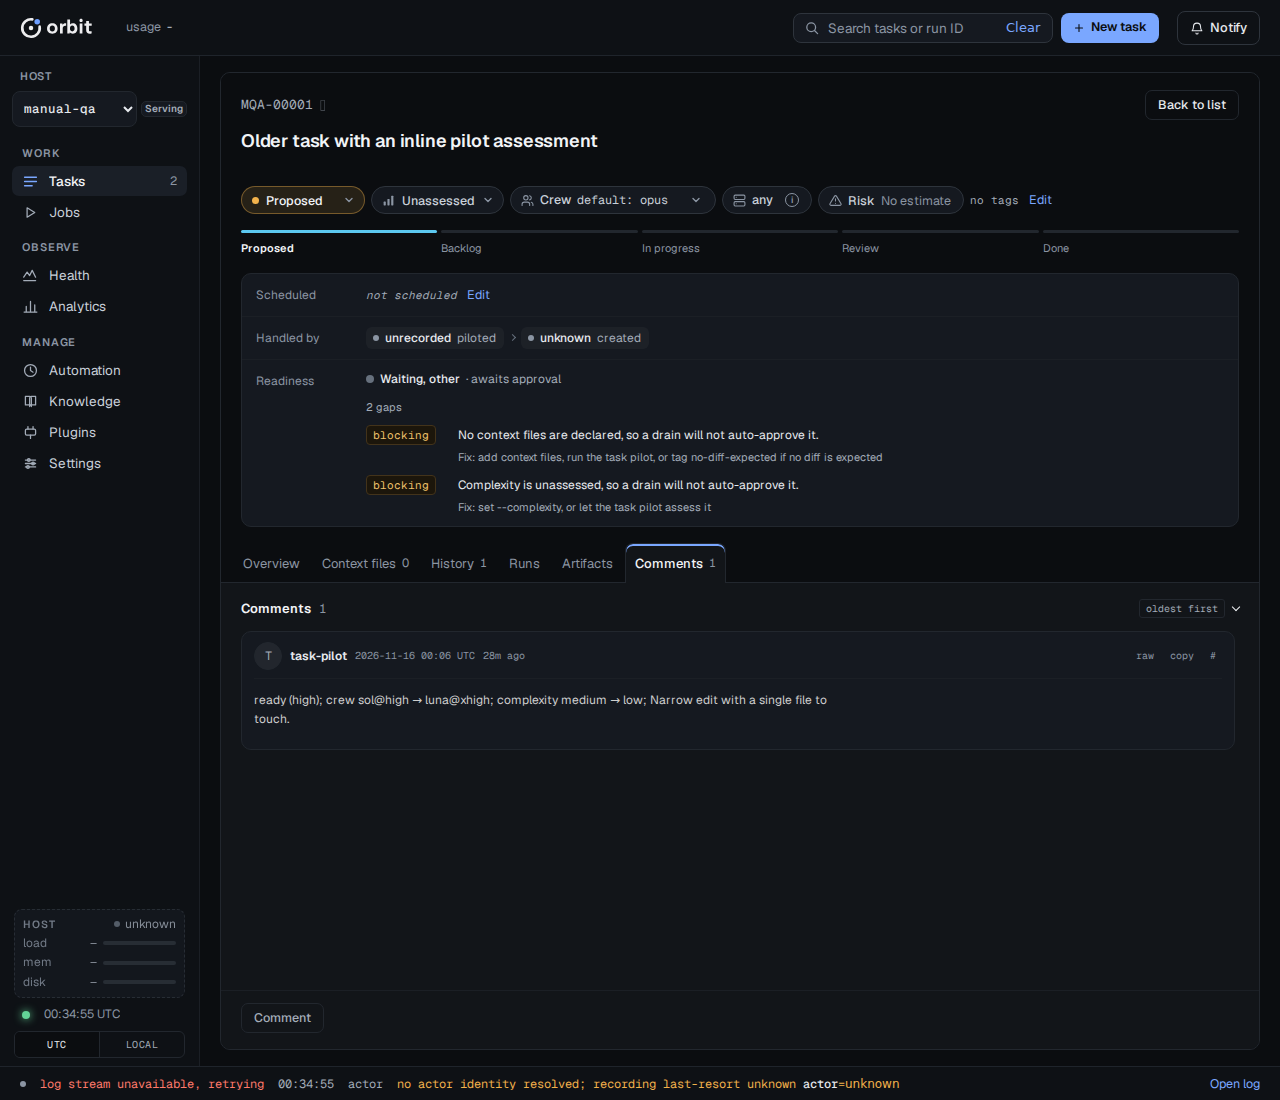 orbit
usage –
Search tasks or run ID
Clear
+ New task
Notify
HOST
manual-qa
Serving
WORK
Tasks 2
Jobs
OBSERVE
Health
Analytics
MANAGE
Automation
Knowledge
Plugins
Settings
HOST unknown
load –
mem –
disk –
00:34:55 UTC
UTC LOCAL
MQA-00001
Back to list
Older task with an inline pilot assessment
Proposed Unassessed Crew default: opus any Risk No estimate no tags Edit
Proposed Backlog In progress Review Done
Scheduled not scheduled Edit
Handled by unrecorded piloted › unknown created
Readiness Waiting, other · awaits approval
2 gaps
blocking No context files are declared, so a drain will not auto-approve it.
Fix: add context files, run the task pilot, or tag no-diff-expected if no diff is expected
blocking Complexity is unassessed, so a drain will not auto-approve it.
Fix: set --complexity, or let the task pilot assess it
Overview Context files 0 History 1 Runs Artifacts Comments 1
Comments 1 oldest first
T task-pilot 2026-11-16 00:06 UTC 28m ago raw copy #
ready (high); crew sol@high → luna@xhigh; complexity medium → low; Narrow edit with a single file to
touch.
Comment
log stream unavailable, retrying 00:34:55 actor no actor identity resolved; recording last-resort unknown actor=unknown Open log